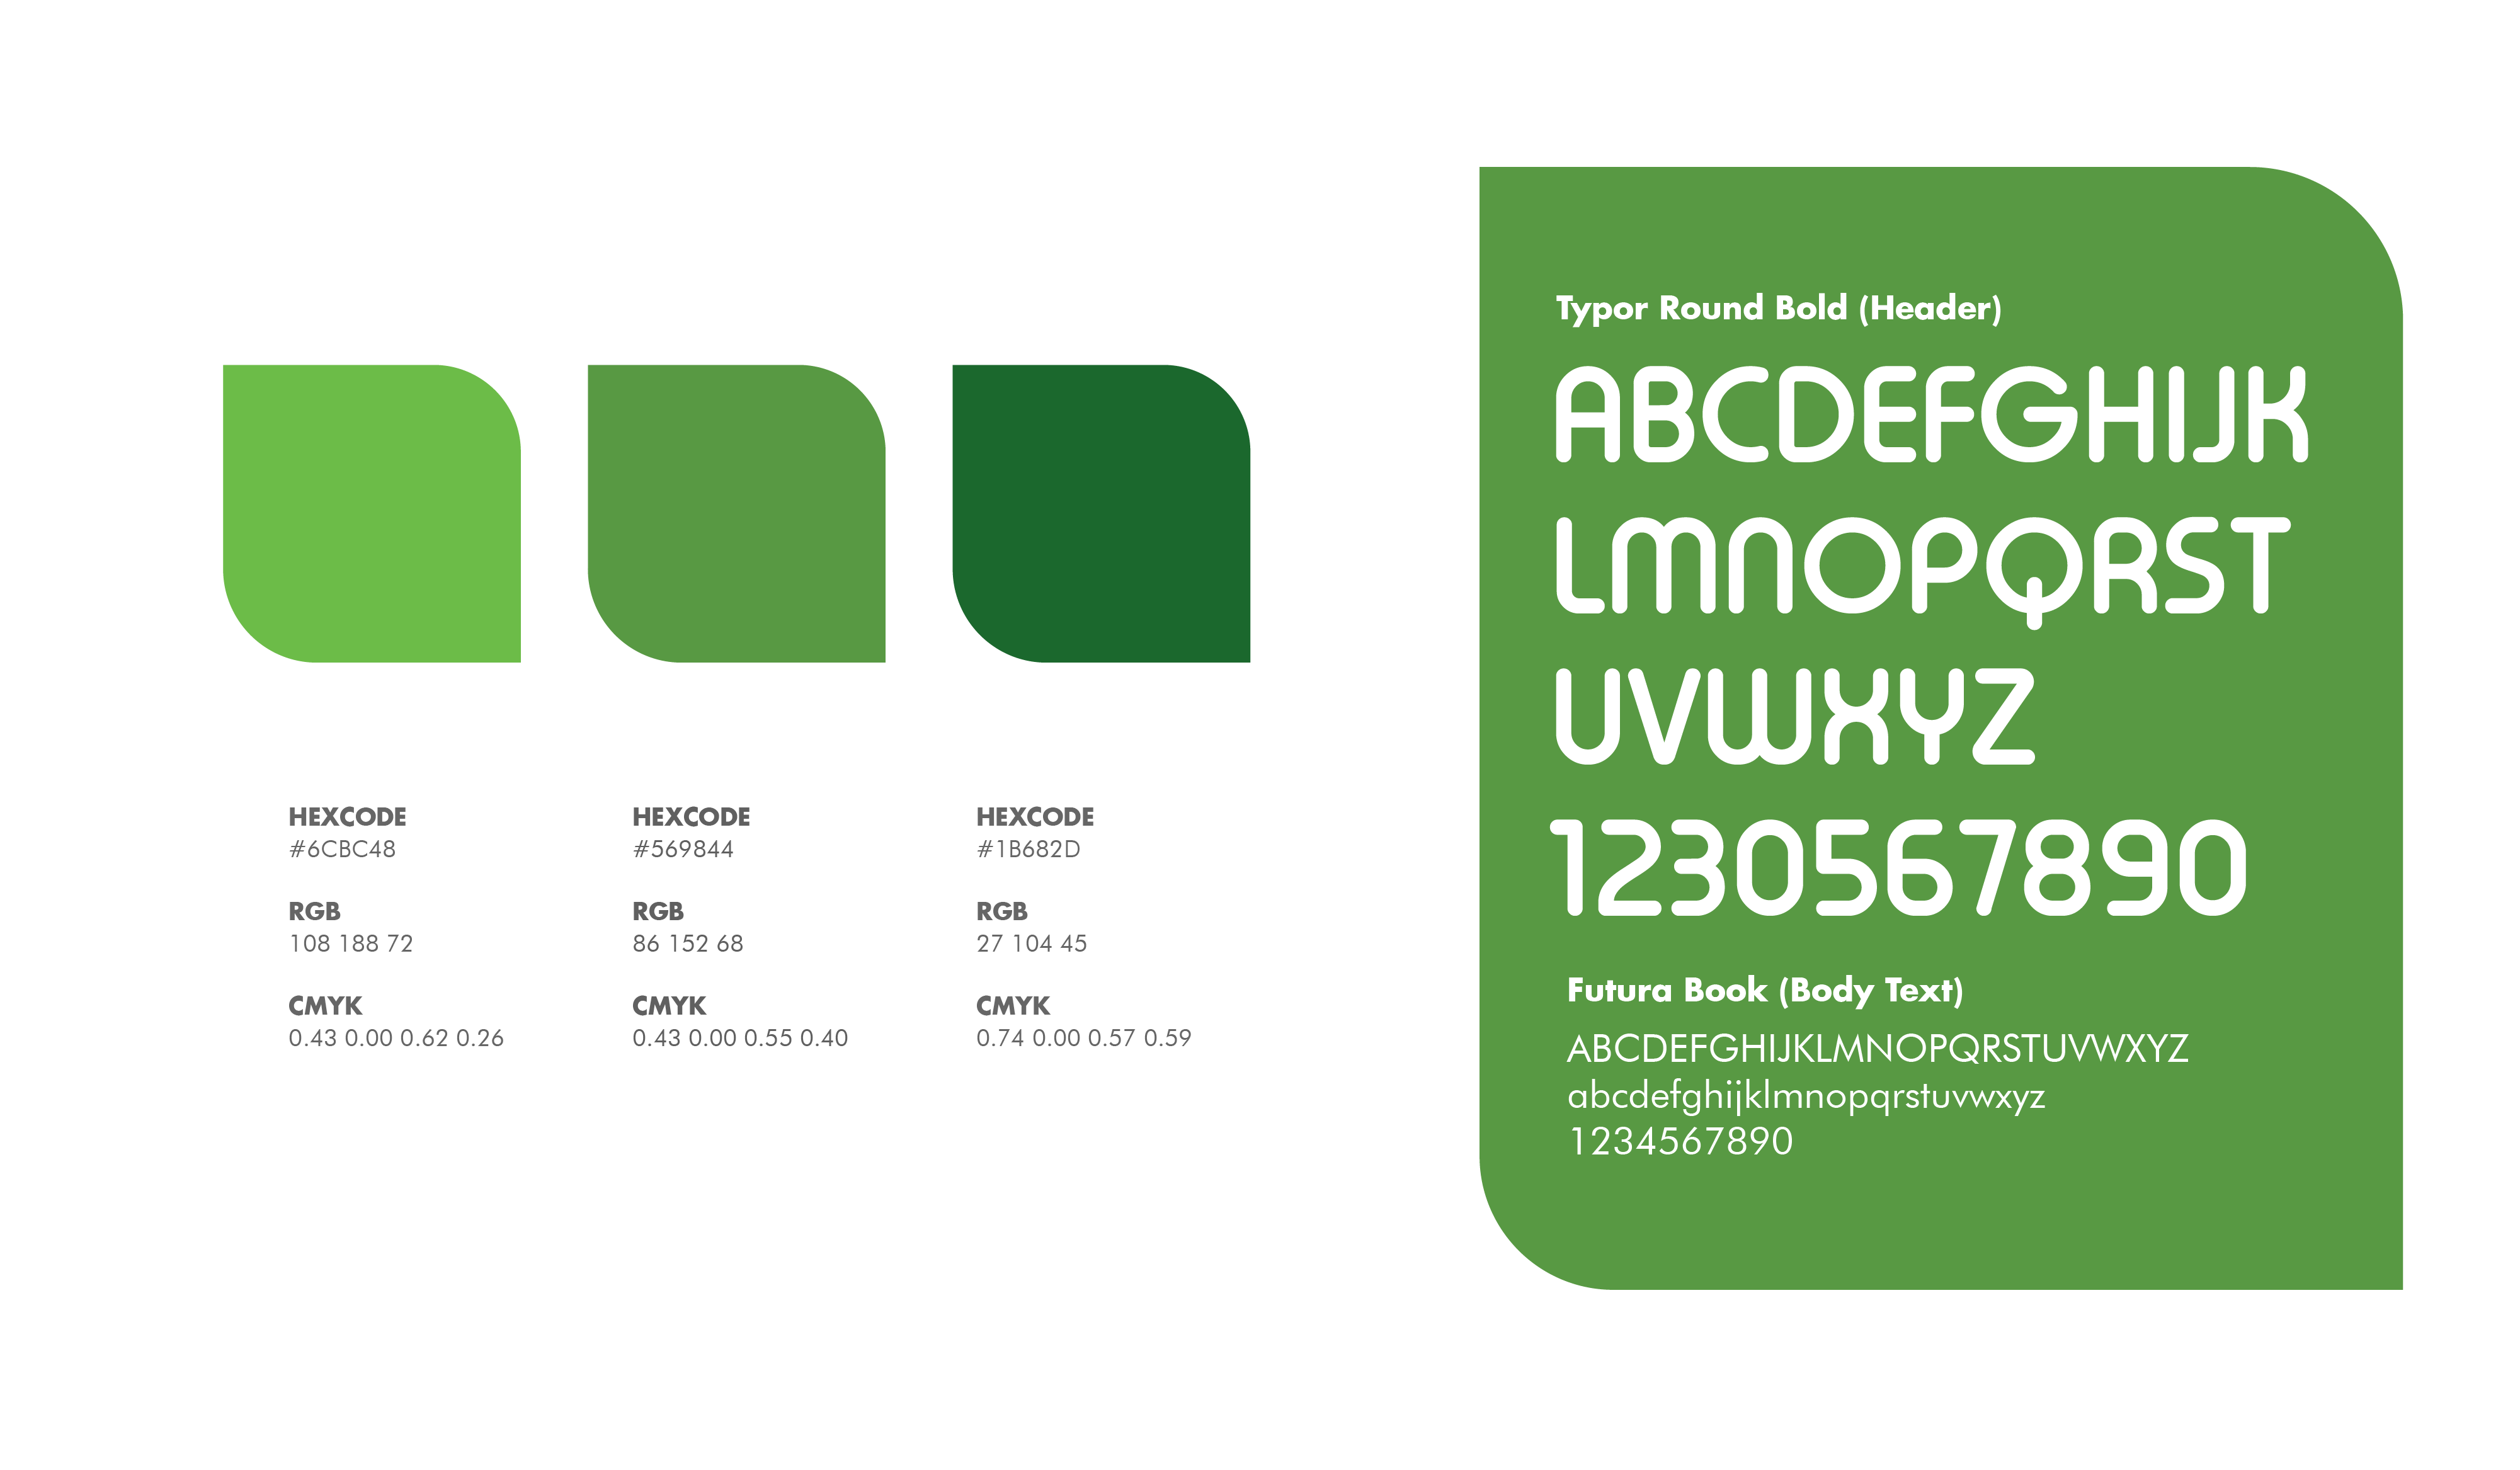 HEXCODE
#6CBC48
RGB
108 188 72
CMYK
0.43 0.00 0.62 0.26
HEXCODE
#569844
RGB
86 152 68
CMYK
0.43 0.00 0.55 0.40
HEXCODE
#1B682D
RGB
27 104 45
CMYK
0.74 0.00 0.57 0.59
Typor Round Bold (Header)
ABCDEFGHIJK
LMNOPQRST
UVWXYZ
1230567890
Futura Book (Body Text)
ABCDEFGHIJKLMNOPQRSTUVWXYZ
abcdefghijklmnopqrstuvwxyz
1234567890